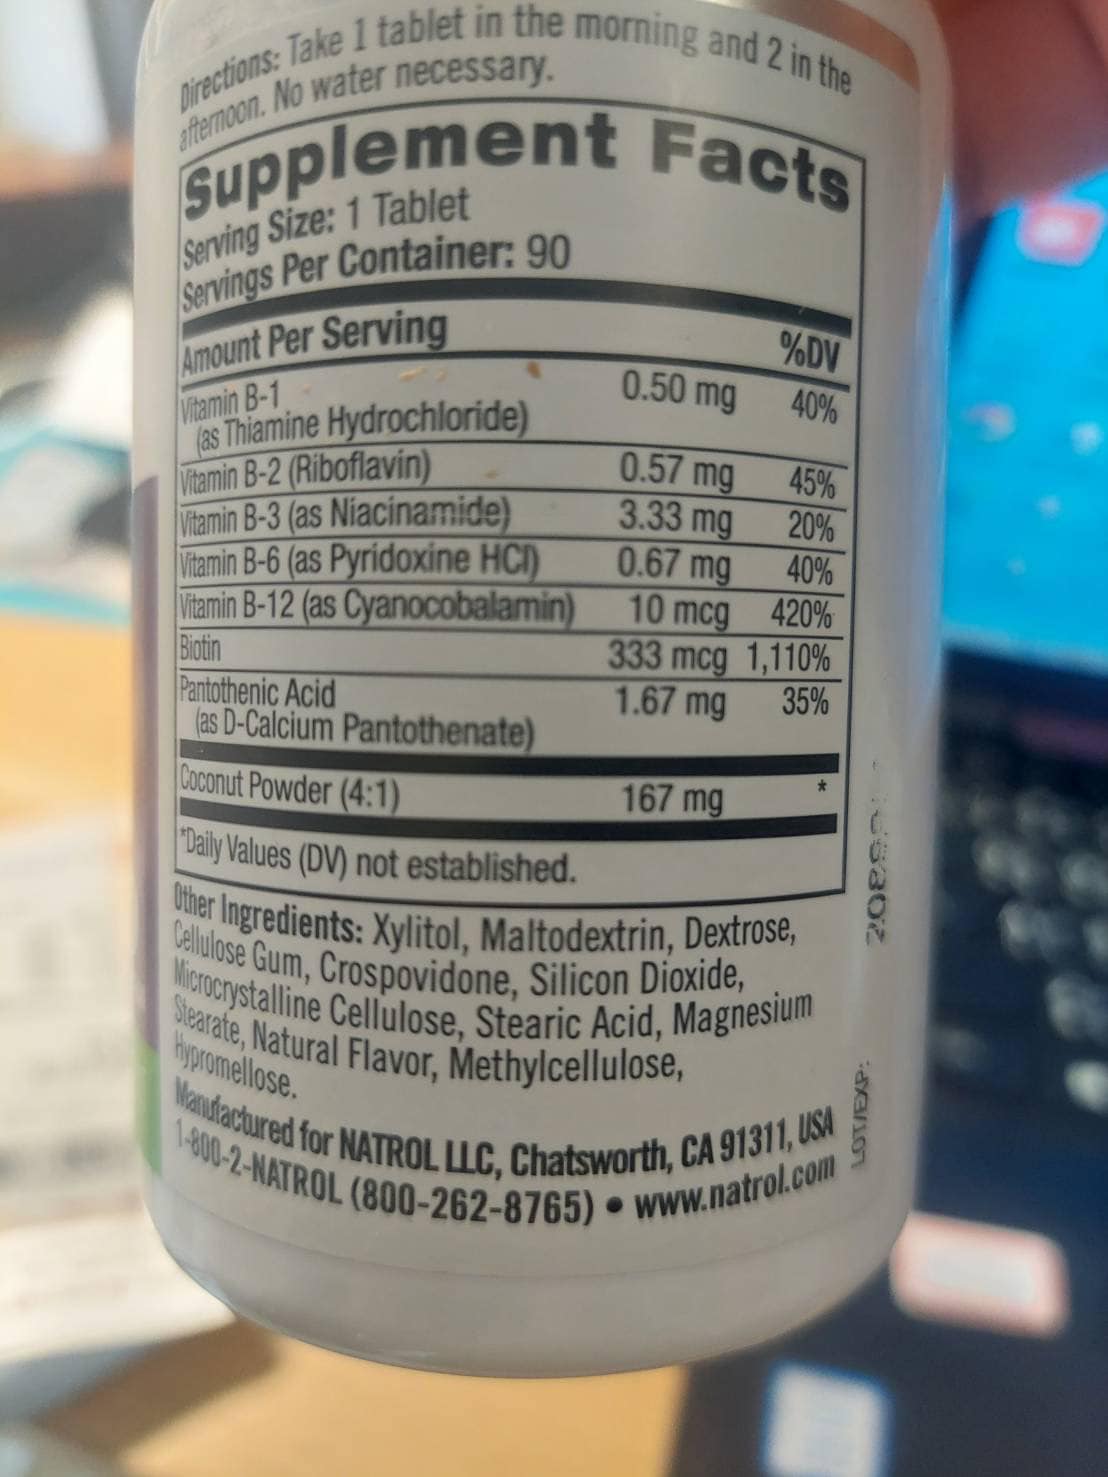 Directions: Take 1 tablet in the morning and 2 in the
afternoon. No water necessary.
Supplement Facts
Serving Size: 1 Tablet
Servings Per Container: 90
Amount Per Serving %DV
Vitamin B-1 0.50 mg 40%
(as Thiamine Hydrochloride)
Vitamin B-2 (Riboflavin) 0.57 mg 45%
Vitamin B-3 (as Niacinamide) 3.33 mg 20%
Vitamin B-6 (as Pyridoxine HCl) 0.67 mg 40%
Vitamin B-12 (as Cyanocobalamin) 10 mcg 420%
Biotin 333 mcg 1,110%
Pantothenic Acid 1.67 mg 35%
(as D-Calcium Pantothenate)
Coconut Powder (4:1) 167 mg *
*Daily Values (DV) not established.
Other Ingredients: Xylitol, Maltodextrin, Dextrose,
Cellulose Gum, Crospovidone, Silicon Dioxide,
Microcrystalline Cellulose, Stearic Acid, Magnesium
Stearate, Natural Flavor, Methylcellulose,
Hypromellose.
Manufactured for NATROL LLC, Chatsworth, CA 91311, USA
1-800-2-NATROL (800-262-8765) • www.natrol.com
LOT/EXP: